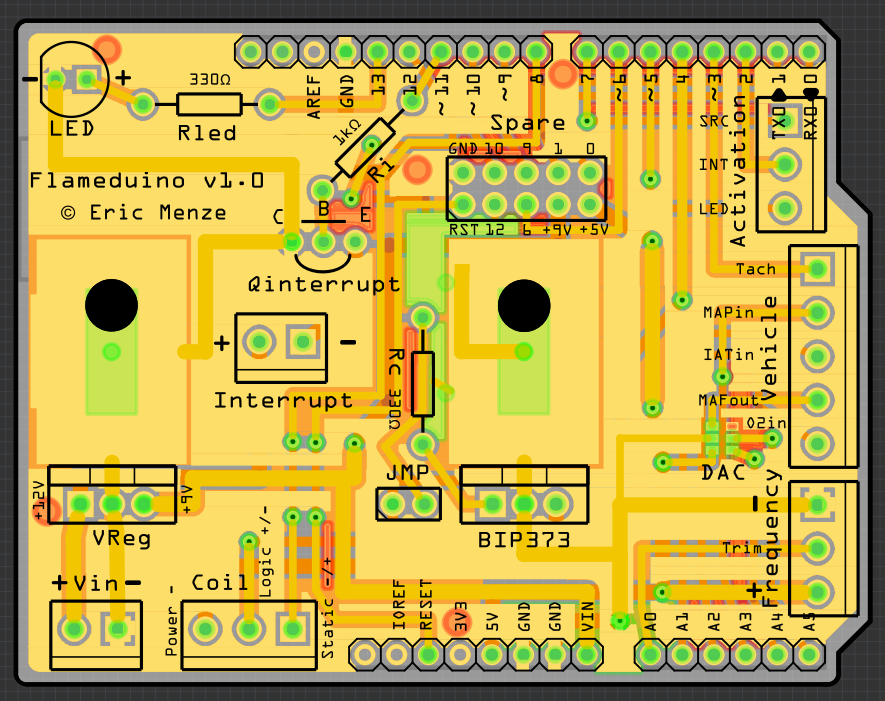 - +
330Ω
LED
Rled
AREF
GND
13
12
~11
~10
~9
8
7
~6
~5
4
~3
2
TX0 1
RX0 0
1kΩ
Ri
Spare
GND 10 9 1 0
RST 12 6 +9V +5V
Activation
SRC
INT
LED
Flameduino v1.0
© Eric Menze
C B E
Qinterrupt
+ -
Interrupt
Rc
330Ω
JMP
Tach
MAPin
IATin
MAFout
O2in
Vehicle
DAC
+12V
+9V
VReg
BIP373
-
Trim
+
Frequency
+Vin-
Coil
Power -
Logic +/-
Static -/+
IOREF
RESET
3V3
5V
GND
GND
VIN
A0
A1
A2
A3
A4
A5